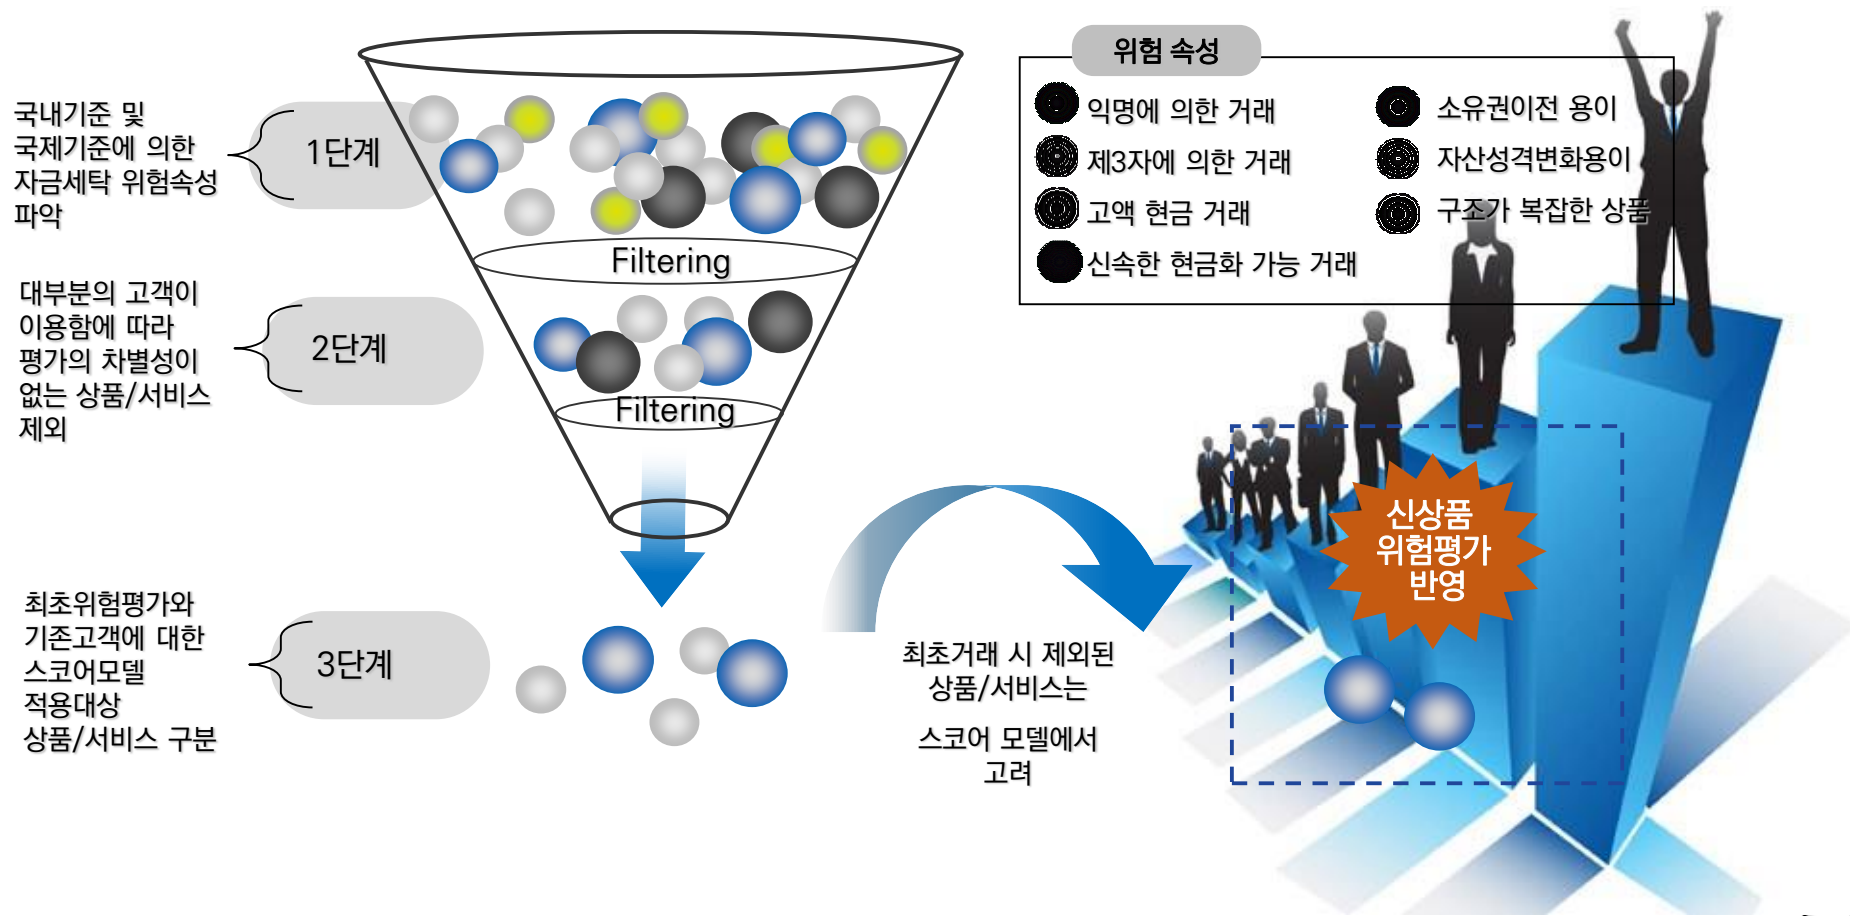 국내기준 및
국제기준에 의한
자금세탁 위험속성
파악
1단계
Filtering
대부분의 고객이
이용함에 따라
평가의 차별성이
없는 상품/서비스
제외
2단계
Filtering
최초위험평가와
기존고객에 대한
스코어모델
적용대상
상품/서비스 구분
3단계
최초거래 시 제외된
상품/서비스는
스코어 모델에서
고려
위험 속성
익명에 의한 거래
제3자에 의한 거래
고액 현금 거래
신속한 현금화 가능 거래
소유권이전 용이
자산성격변화용이
구조가 복잡한 상품
신상품
위험평가
반영